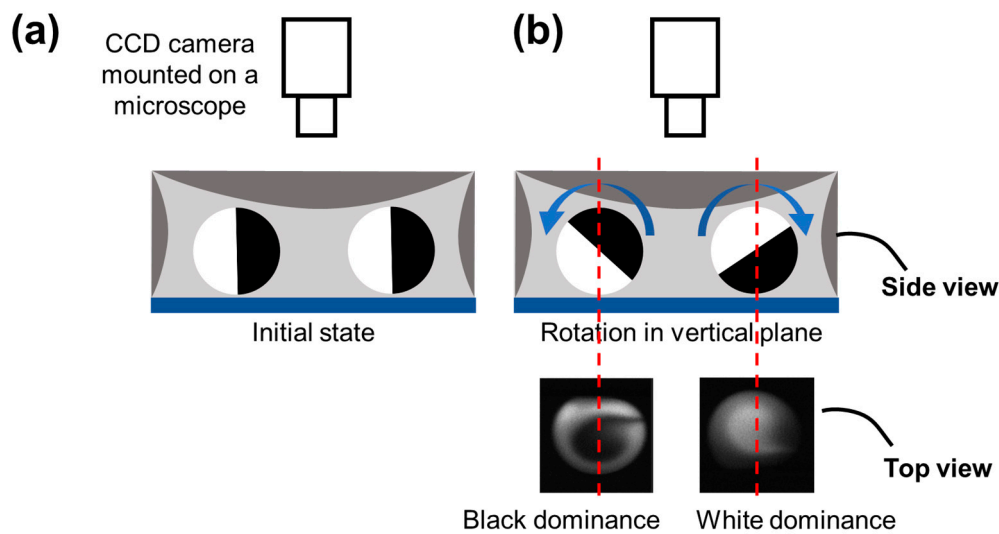 (a)
CCD camera
mounted on a
microscope
(b)
Side view
Initial state
Rotation in vertical plane
Top view
Black dominance
White dominance